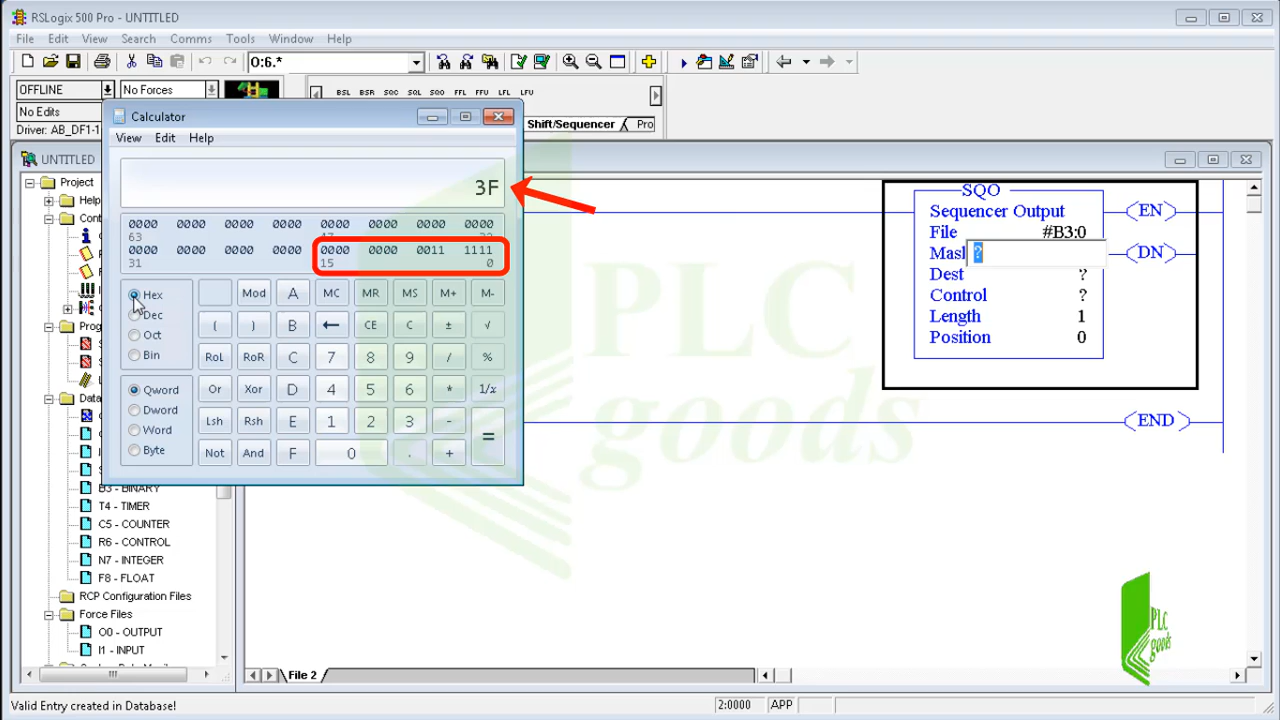 RSLogix 500 Pro - UNTITLED
File Edit View Search Comms Tools Window Help
O:6.*
OFFLINE No Forces
No Edits
Driver: AB_DF1-1
BSL BSR SQC SQL SQO FFL FFU LFL LFU
Shift/Sequencer Pro
Calculator
View Edit Help
3F
0000 0000 0000 0000 0000 0000 0000 0000
63 47 32
0000 0000 0000 0000 0000 0000 0011 1111
31 15 0
Hex
Dec
Oct
Bin
Qword
Dword
Word
Byte
Mod A MC MR MS M+ M-
( ) B ← CE C ± √
RoL RoR C 7 8 9 / %
Or Xor D 4 5 6 * 1/x
Lsh Rsh E 1 2 3 - =
Not And F 0 . +
UNTITLED
Project
Help
Cont
Prog
Data
B3 - BINARY
T4 - TIMER
C5 - COUNTER
R6 - CONTROL
N7 - INTEGER
F8 - FLOAT
RCP Configuration Files
Force Files
O0 - OUTPUT
I1 - INPUT
SQO
Sequencer Output
File #B3:0
Mas ?
Dest ?
Control ?
Length 1
Position 0
EN
DN
END
PLC
goods
PLC
goods
File 2
Valid Entry created in Database! 2:0000 APP